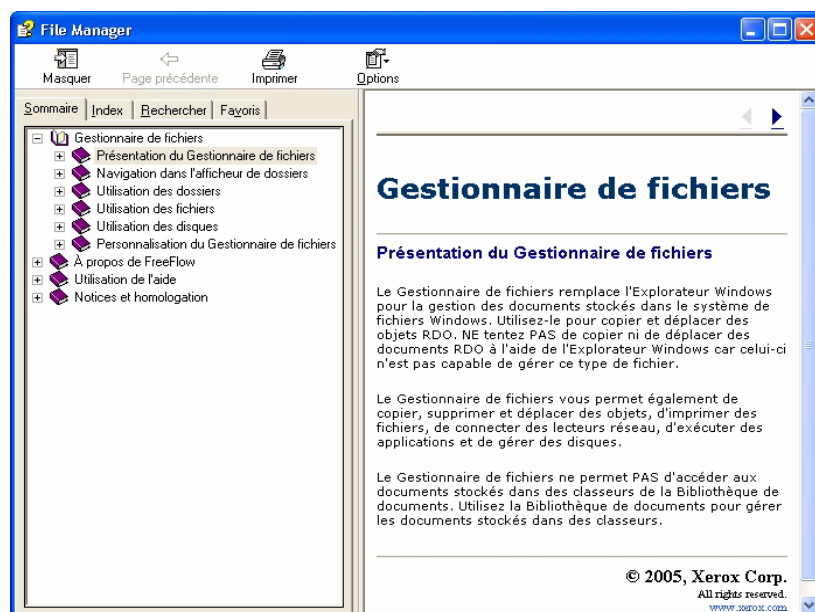 File Manager
Masquer
Page précédente
Imprimer
Options
Sommaire
Index
Rechercher
Favoris
Gestionnaire de fichiers
Présentation du Gestionnaire de fichiers
Navigation dans l'afficheur de dossiers
Utilisation des dossiers
Utilisation des fichiers
Utilisation des disques
Personnalisation du Gestionnaire de fichiers
À propos de FreeFlow
Utilisation de l'aide
Notices et homologation
Gestionnaire de fichiers
Présentation du Gestionnaire de fichiers
Le Gestionnaire de fichiers remplace l'Explorateur Windows
pour la gestion des documents stockés dans le système de
fichiers Windows. Utilisez-le pour copier et déplacer des
objets RDO. NE tentez PAS de copier ni de déplacer des
documents RDO à l'aide de l'Explorateur Windows car celui-ci
n'est pas capable de gérer ce type de fichier.
Le Gestionnaire de fichiers vous permet également de
copier, supprimer et déplacer des objets, d'imprimer des
fichiers, de connecter des lecteurs réseau, d'exécuter des
applications et de gérer des disques.
Le Gestionnaire de fichiers ne permet PAS d'accéder aux
documents stockés dans des classeurs de la Bibliothèque de
documents. Utilisez la Bibliothèque de documents pour gérer
les documents stockés dans des classeurs.
© 2005, Xerox Corp.
All rights reserved.
www.xerox.com